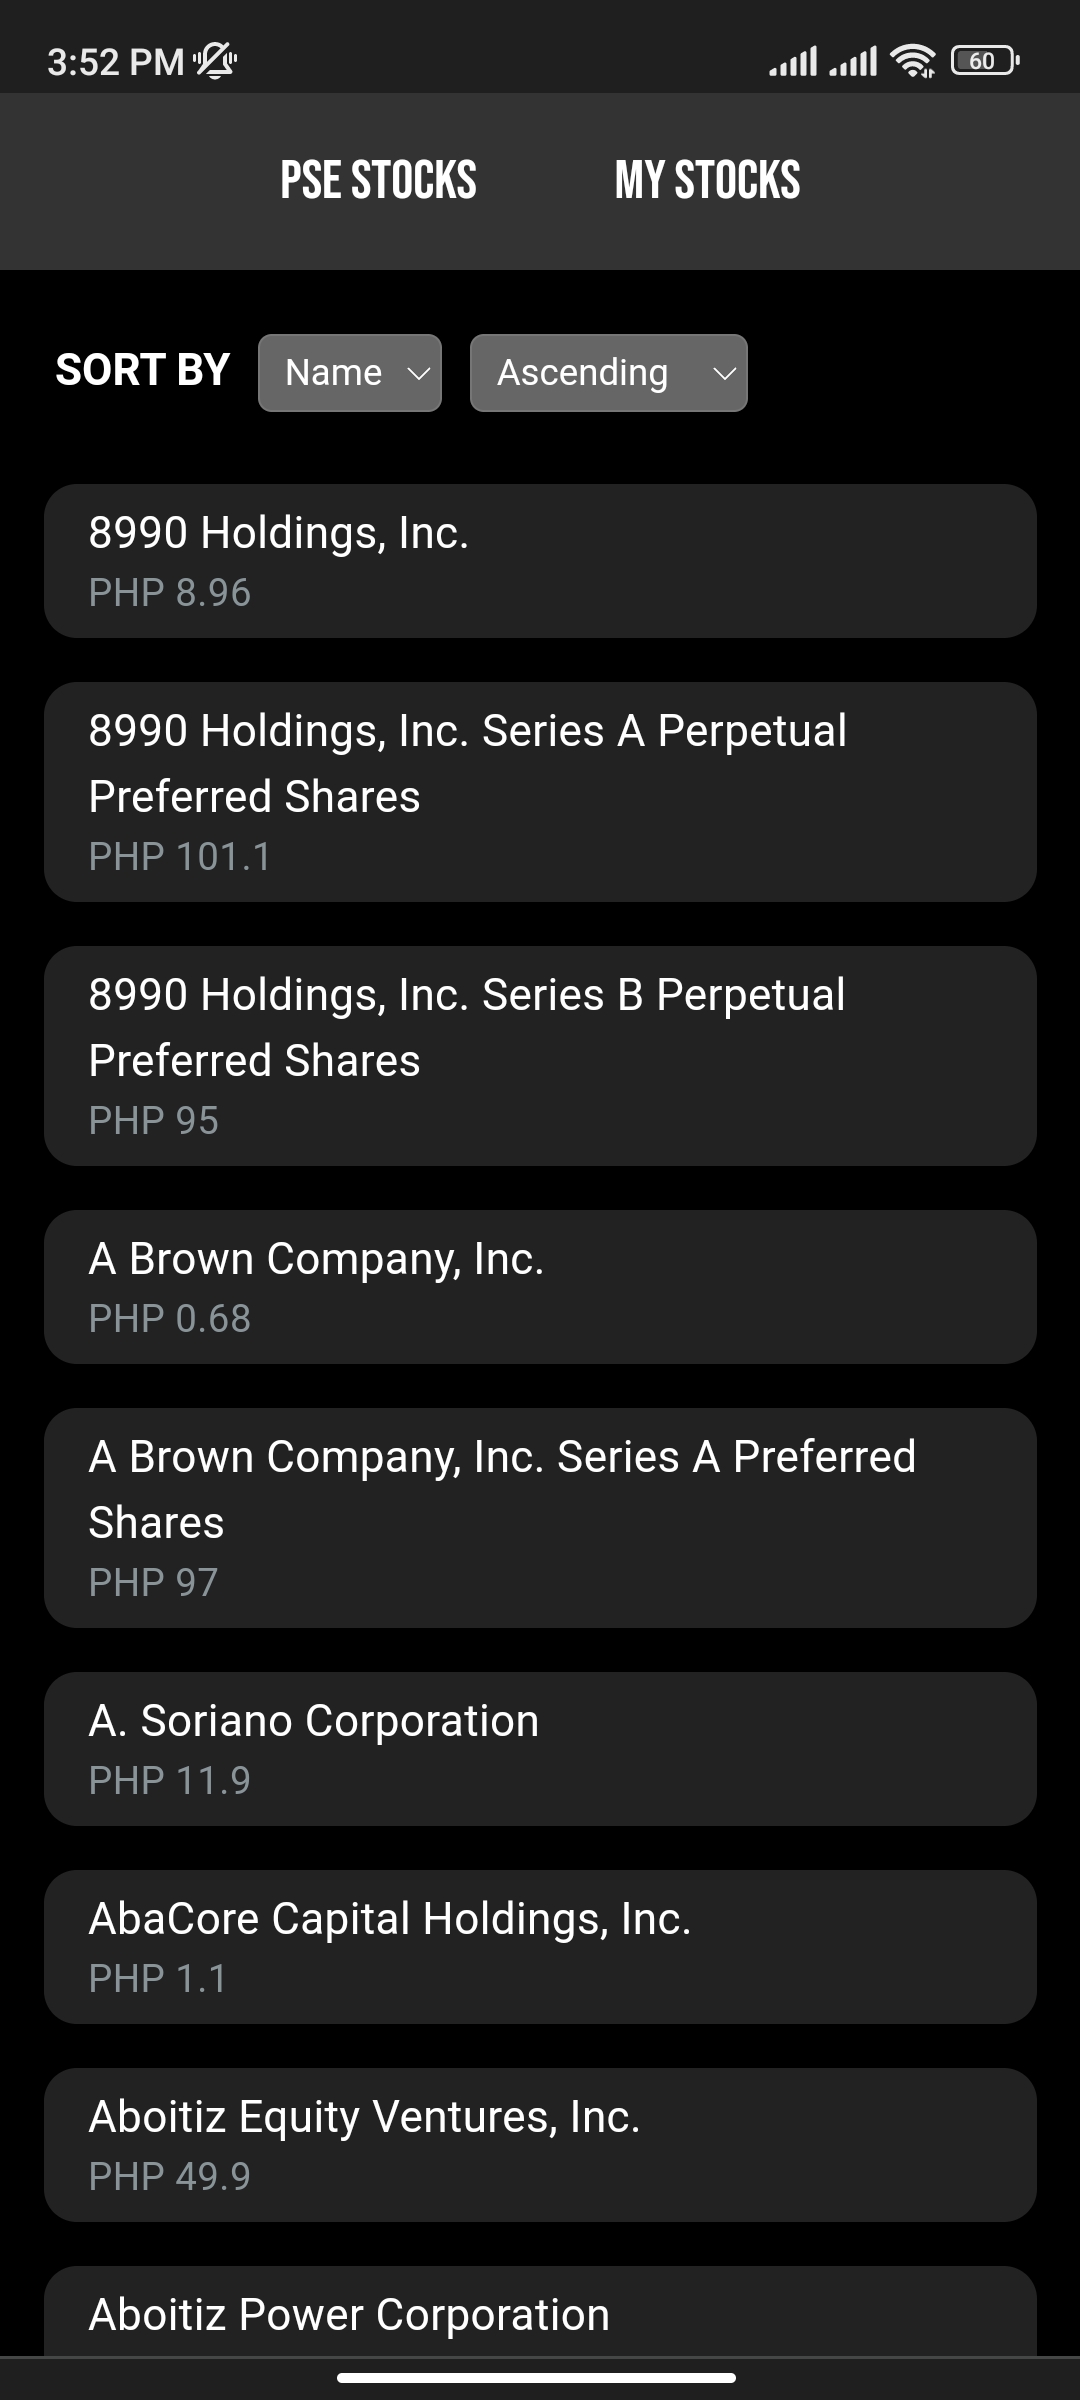 3:52 PM 60
PSE STOCKS MY STOCKS
SORT BY Name Ascending
8990 Holdings, Inc.
PHP 8.96
8990 Holdings, Inc. Series A Perpetual
Preferred Shares
PHP 101.1
8990 Holdings, Inc. Series B Perpetual
Preferred Shares
PHP 95
A Brown Company, Inc.
PHP 0.68
A Brown Company, Inc. Series A Preferred
Shares
PHP 97
A. Soriano Corporation
PHP 11.9
AbaCore Capital Holdings, Inc.
PHP 1.1
Aboitiz Equity Ventures, Inc.
PHP 49.9
Aboitiz Power Corporation